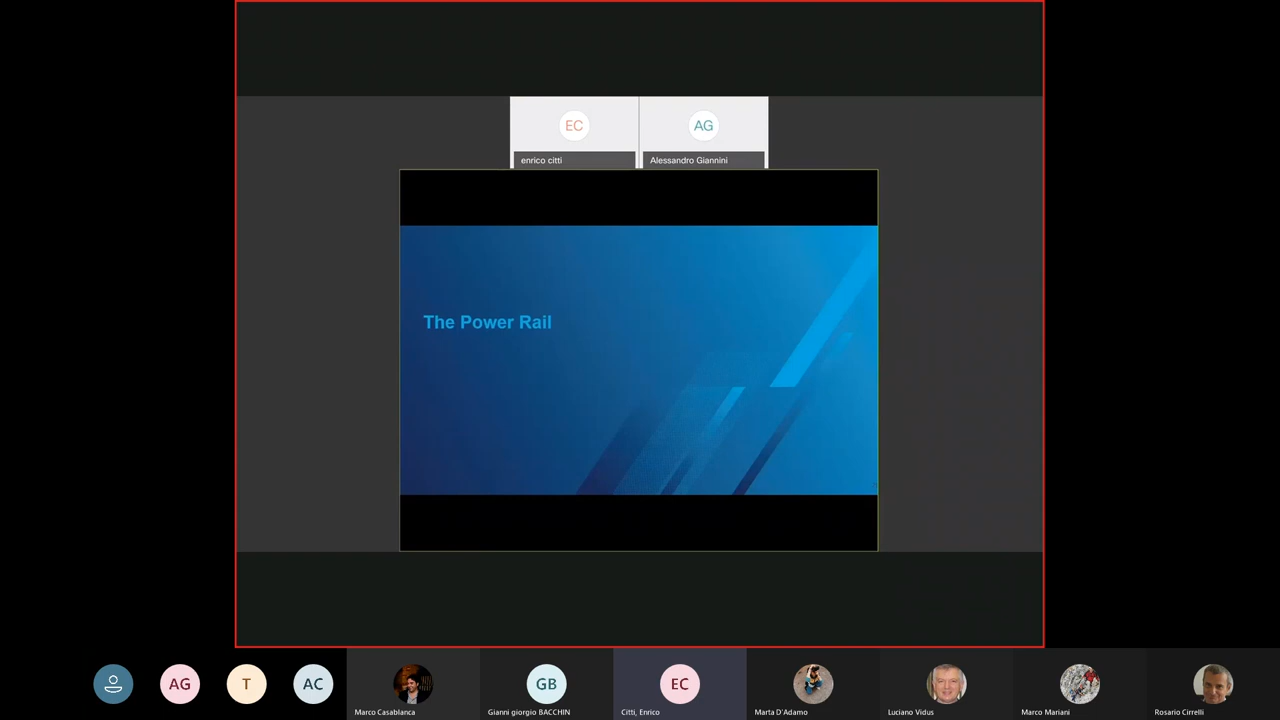 EC
AG
enrico citti
Alessandro Giannini
The Power Rail
AG
T
AC
GB
EC
Marco Casablanca
Gianni giorgio BACCHIN
Citti, Enrico
Marta D'Adamo
Luciano Vidus
Marco Mariani
Rosario Cirrelli